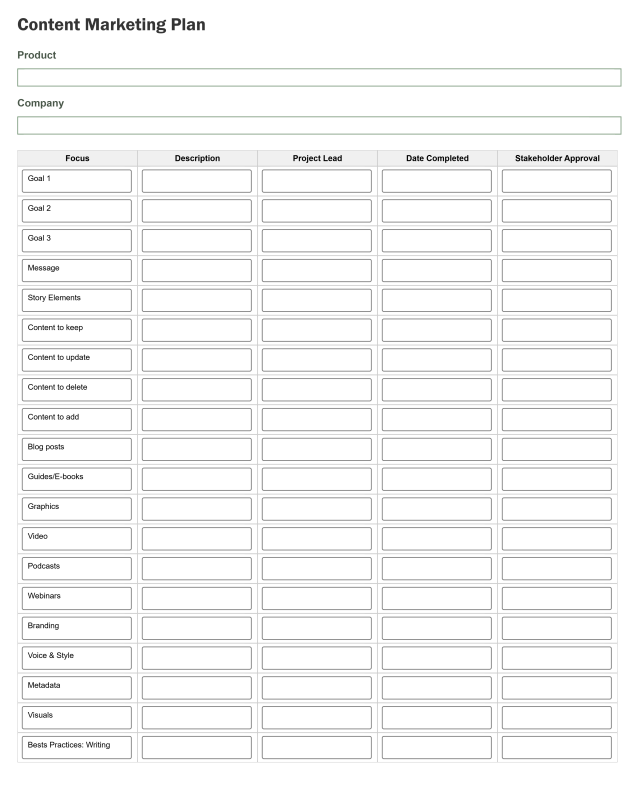 Content Marketing Plan
Product
Company
Focus Description Project Lead Date Completed Stakeholder Approval
Goal 1
Goal 2
Goal 3
Message
Story Elements
Content to keep
Content to update
Content to delete
Content to add
Blog posts
Guides/E-books
Graphics
Video
Podcasts
Webinars
Branding
Voice & Style
Metadata
Visuals
Bests Practices: Writing